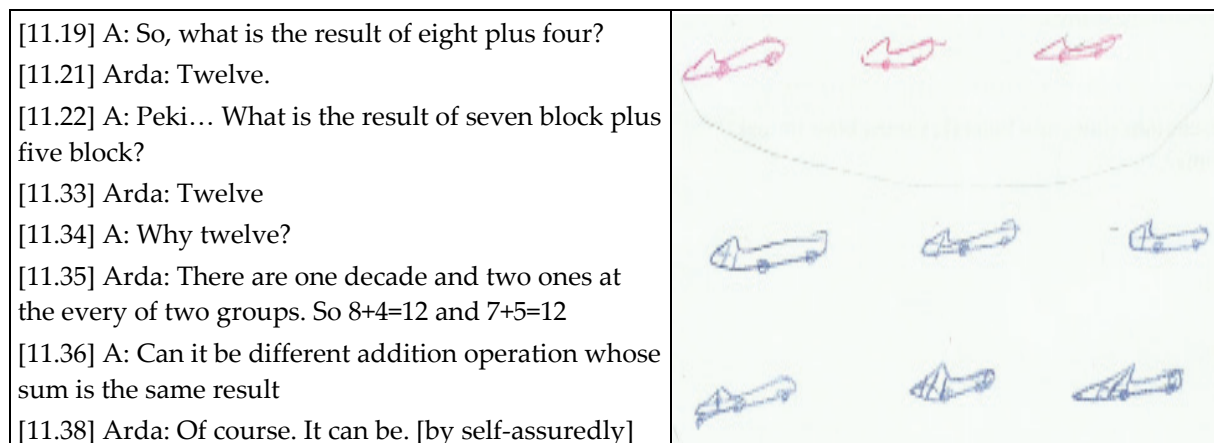 [11.19] A: So, what is the result of eight plus four?
[11.21] Arda: Twelve.
[11.22] A: Peki… What is the result of seven block plus
five block?
[11.33] Arda: Twelve
[11.34] A: Why twelve?
[11.35] Arda: There are one decade and two ones at
the every of two groups. So 8+4=12 and 7+5=12
[11.36] A: Can it be different addition operation whose
sum is the same result
[11.38] Arda: Of course. It can be. [by self-assuredly]